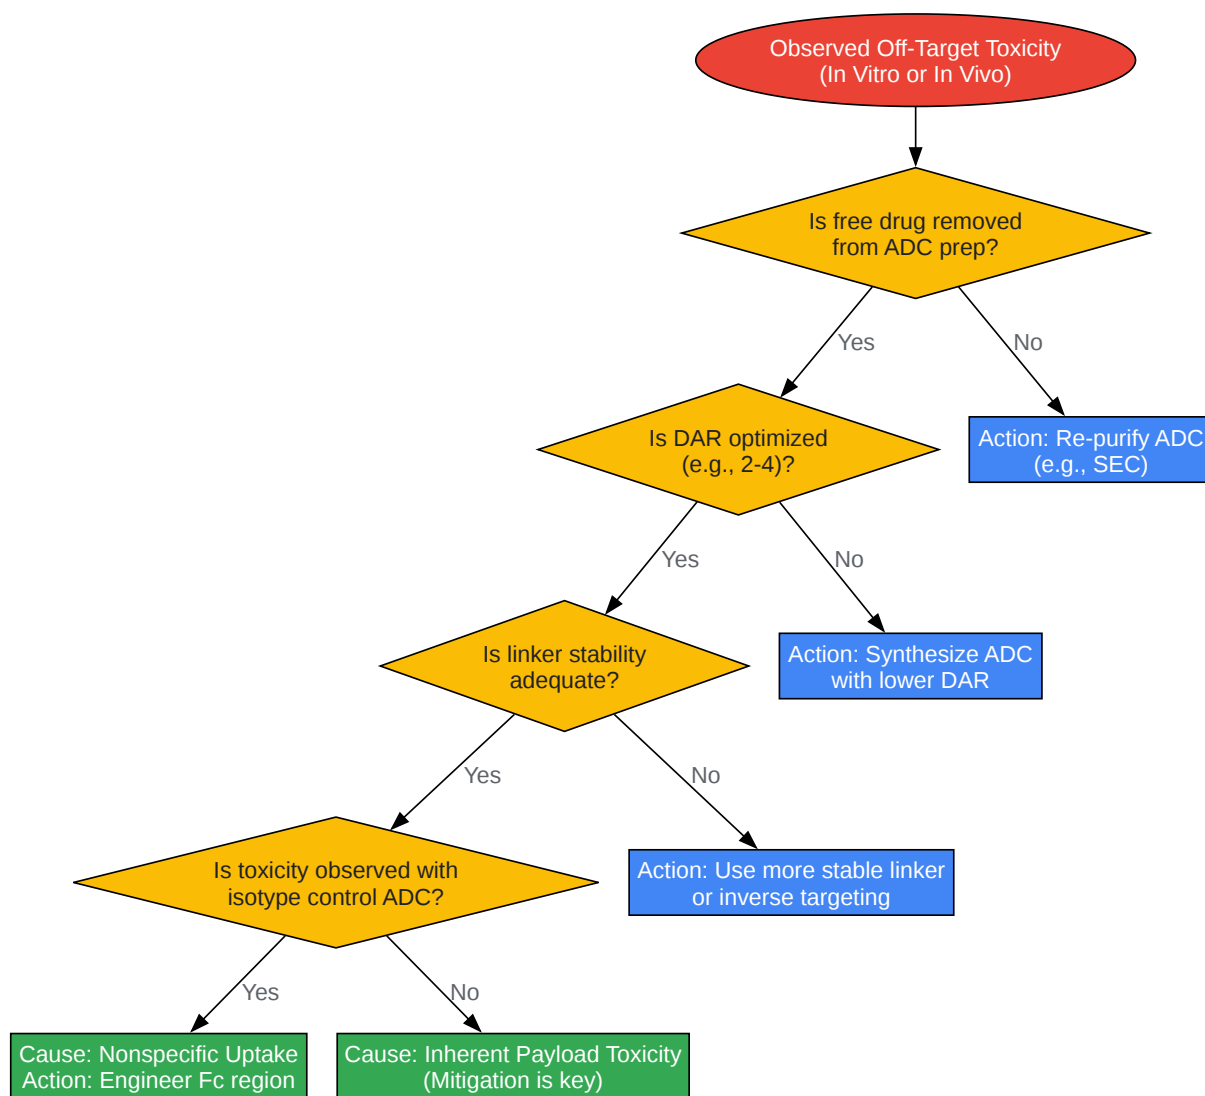 Observed Off-Target Toxicity
(In Vitro or In Vivo)
Is free drug removed
from ADC prep?
Yes
No
Is DAR optimized
(e.g., 2-4)?
Action: Re-purify ADC
(e.g., SEC)
Yes
No
Is linker stability
adequate?
Action: Synthesize ADC
with lower DAR
Yes
No
Is toxicity observed with
isotype control ADC?
Action: Use more stable linker
or inverse targeting
Yes
No
Cause: Nonspecific Uptake
Action: Engineer Fc region
Cause: Inherent Payload Toxicity
(Mitigation is key)